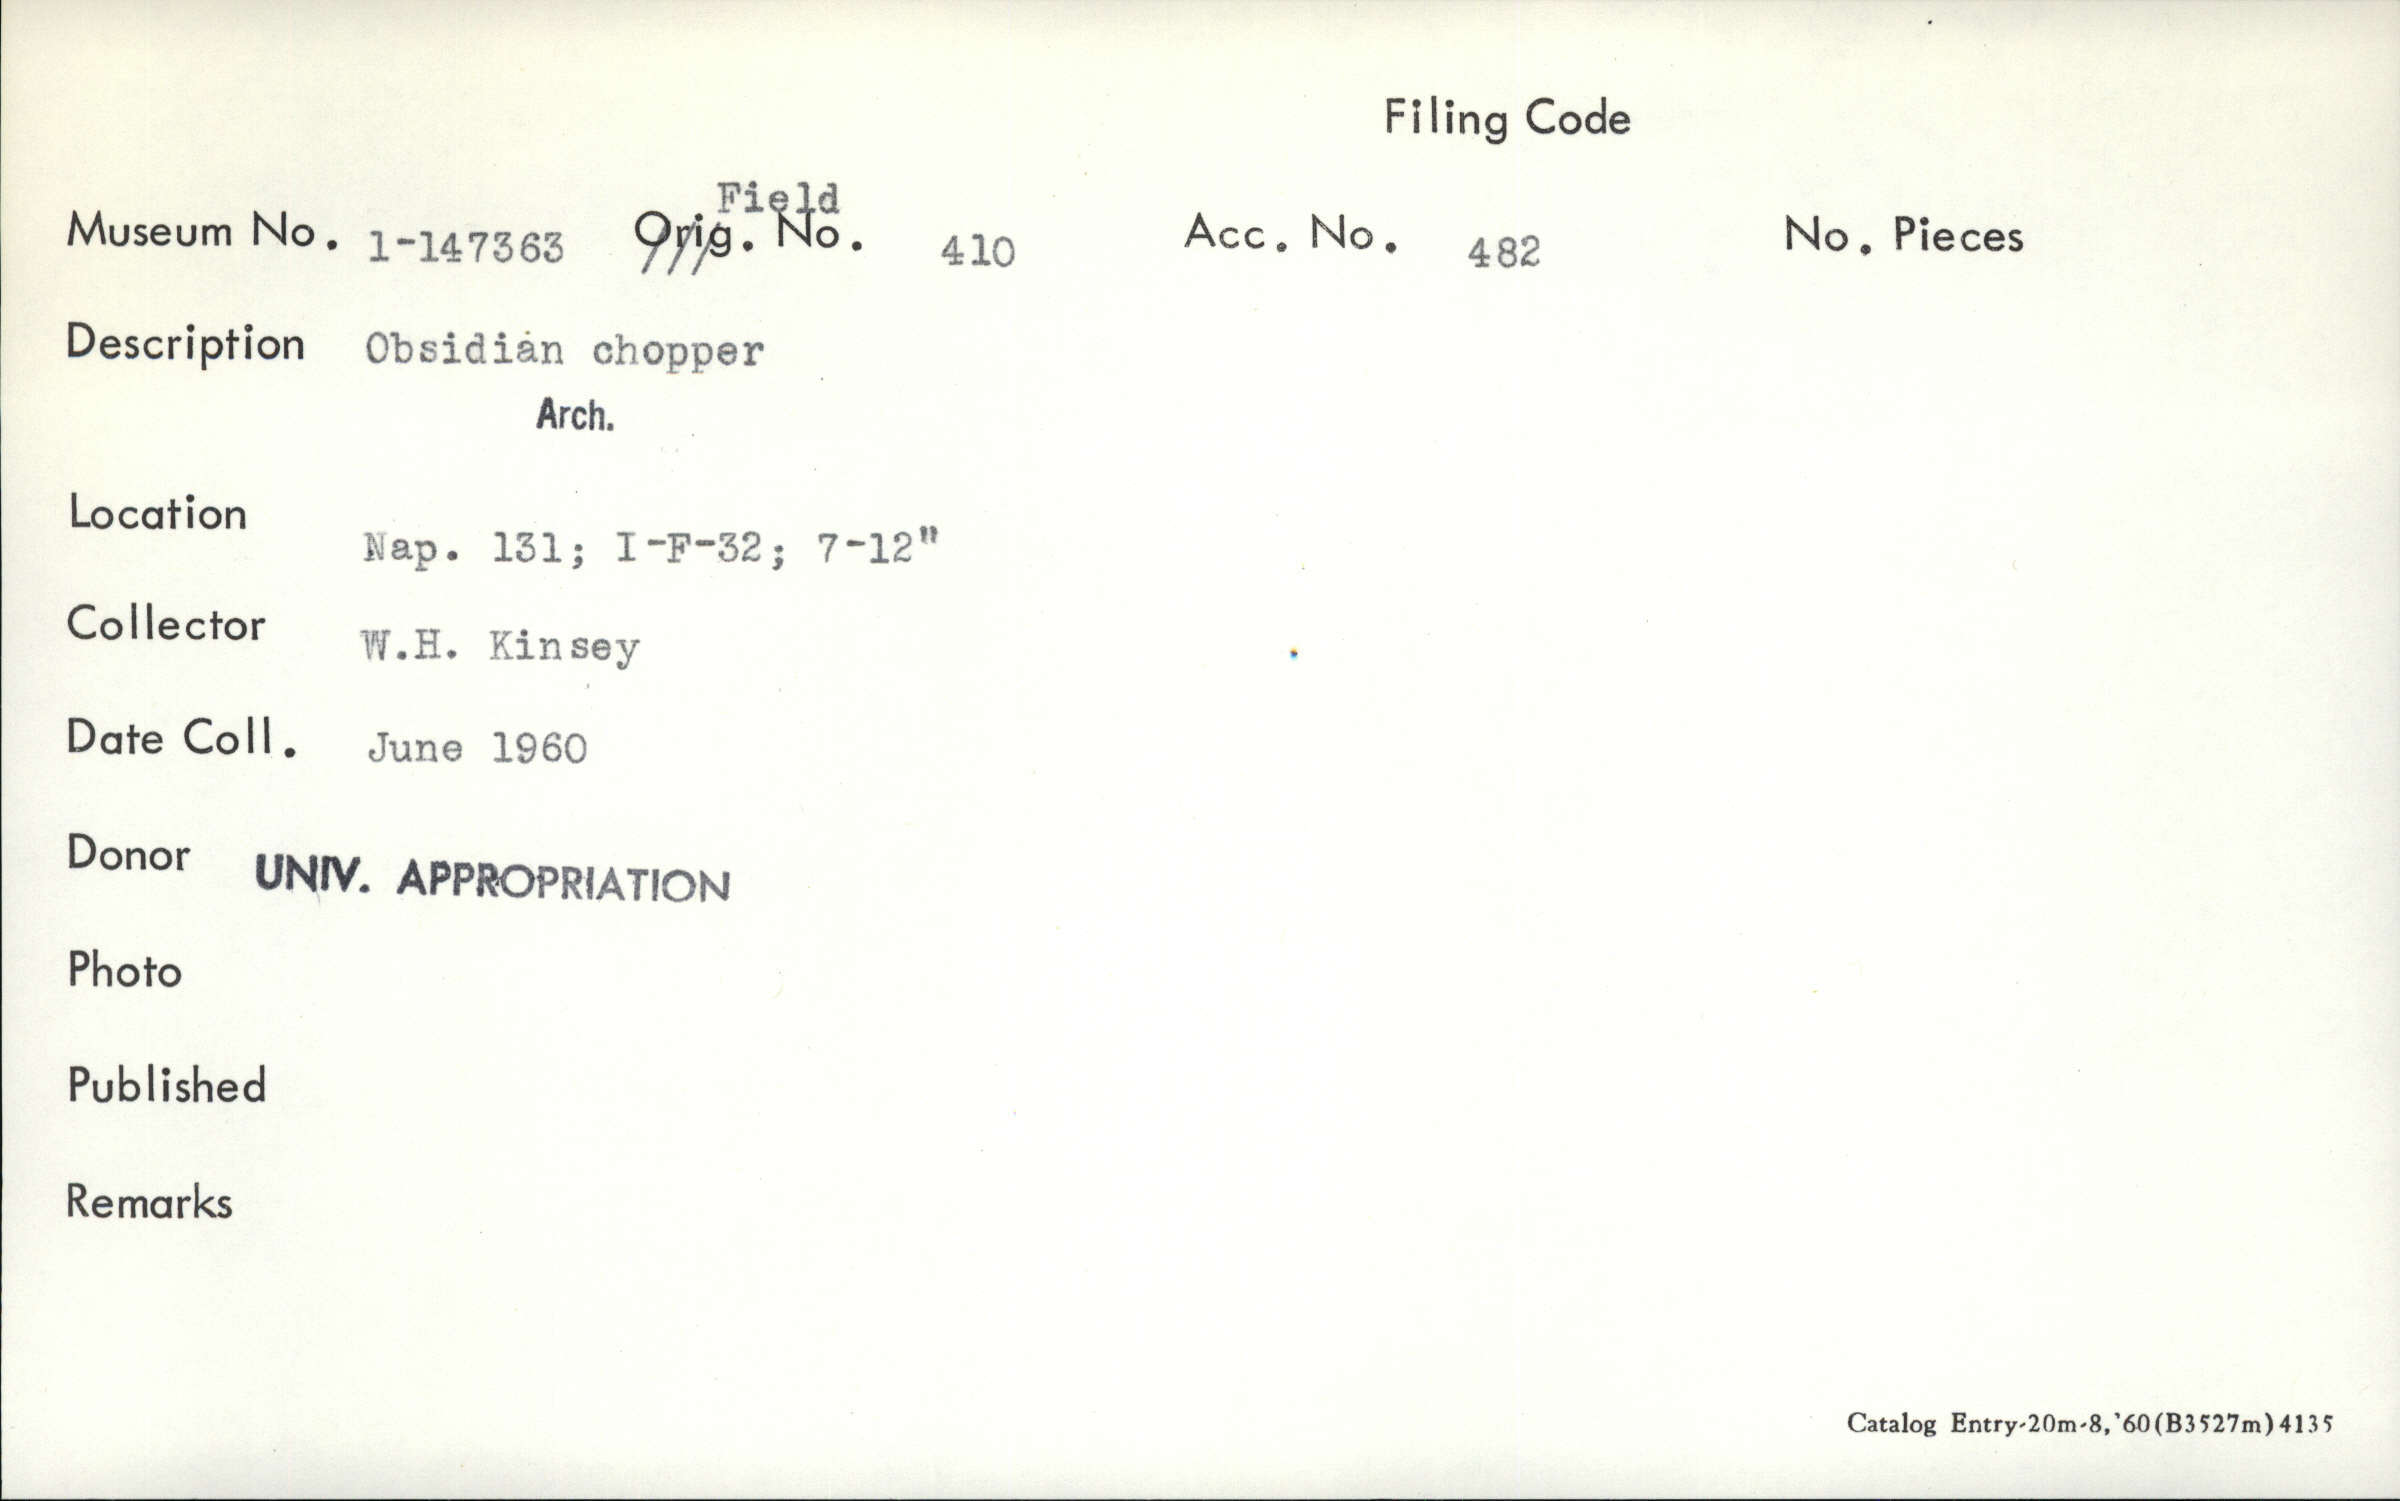 Filing Code
Field
Museum No. 1-147363 Orig. No. 410 Acc. No. 482 No. Pieces
Description Obsidian chopper
Arch.
Location
Nap. 131; I-F-32; 7-12"
Collector W.H. Kinsey
Date Coll. June 1960
Donor UNIV. APPROPRIATION
Photo
Published
Remarks
Catalog Entry-20m-8,'60(B3527m)4135